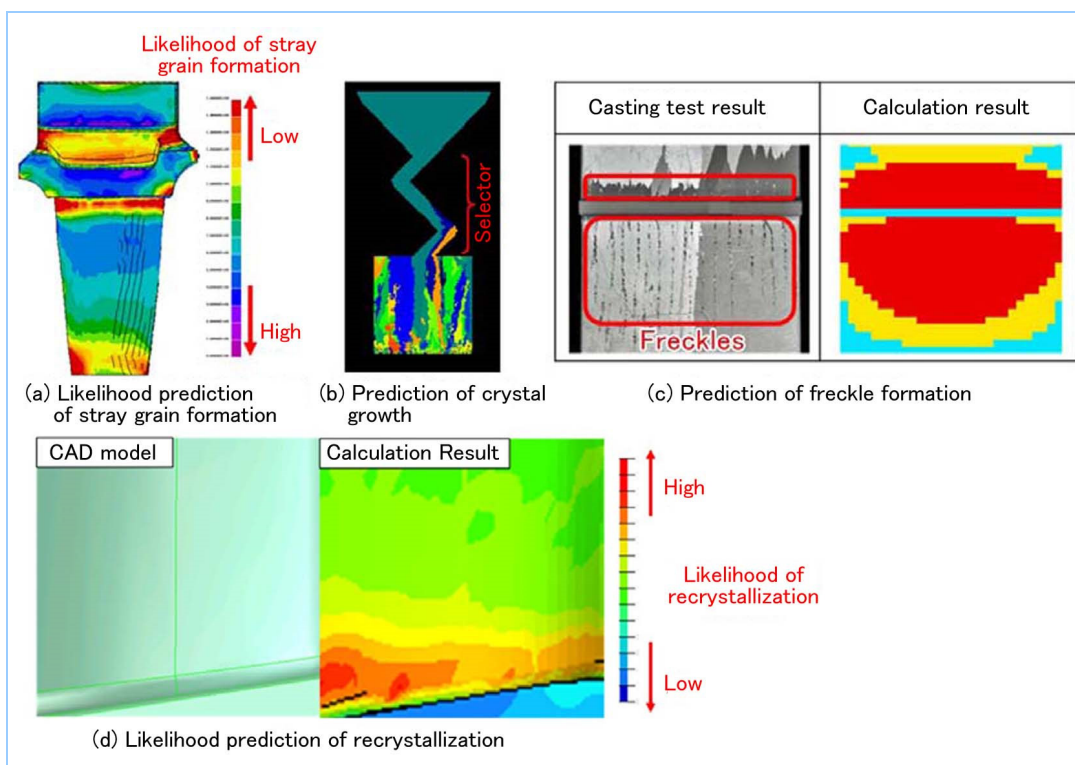 Likelihood of stray
grain formation
Low
High
(a) Likelihood prediction
of stray grain formation
Selector
(b) Prediction of crystal
growth
Casting test result
Calculation result
Freckles
(c) Prediction of freckle formation
CAD model
Calculation Result
High
Likelihood of
recrystallization
Low
(d) Likelihood prediction of recrystallization